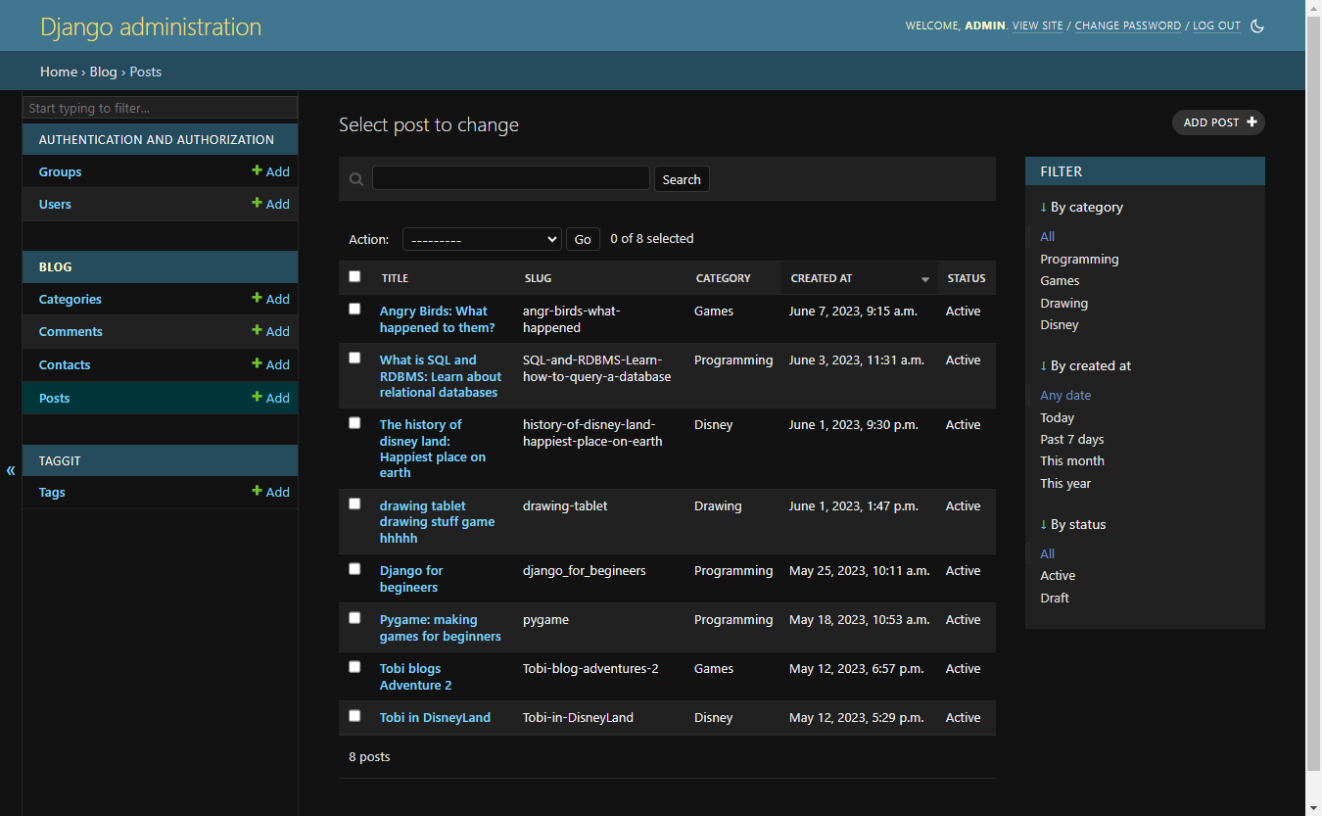 Django administration
WELCOME, ADMIN. VIEW SITE / CHANGE PASSWORD / LOG OUT
Home › Blog › Posts
Start typing to filter...
AUTHENTICATION AND AUTHORIZATION
Groups + Add
Users + Add
BLOG
Categories + Add
Comments + Add
Contacts + Add
Posts + Add
TAGGIT
Tags + Add
«
Select post to change
ADD POST +
Search
Action: --------- Go 0 of 8 selected
TITLE SLUG CATEGORY CREATED AT STATUS
Angry Birds: What angr-birds-what- Games June 7, 2023, 9:15 a.m. Active
happened to them? happened
What is SQL and SQL-and-RDBMS-Learn- Programming June 3, 2023, 11:31 a.m. Active
RDBMS: Learn about how-to-query-a-database
relational databases
The history of history-of-disney-land- Disney June 1, 2023, 9:30 p.m. Active
disney land: happiest-place-on-earth
Happiest place on
earth
drawing tablet drawing-tablet Drawing June 1, 2023, 1:47 p.m. Active
drawing stuff game
hhhhh
Django for django_for_begineers Programming May 25, 2023, 10:11 a.m. Active
begineers
Pygame: making pygame Programming May 18, 2023, 10:53 a.m. Active
games for beginners
Tobi blogs Tobi-blog-adventures-2 Games May 12, 2023, 6:57 p.m. Active
Adventure 2
Tobi in DisneyLand Tobi-in-DisneyLand Disney May 12, 2023, 5:29 p.m. Active
8 posts
FILTER
↓ By category
All
Programming
Games
Drawing
Disney
↓ By created at
Any date
Today
Past 7 days
This month
This year
↓ By status
All
Active
Draft